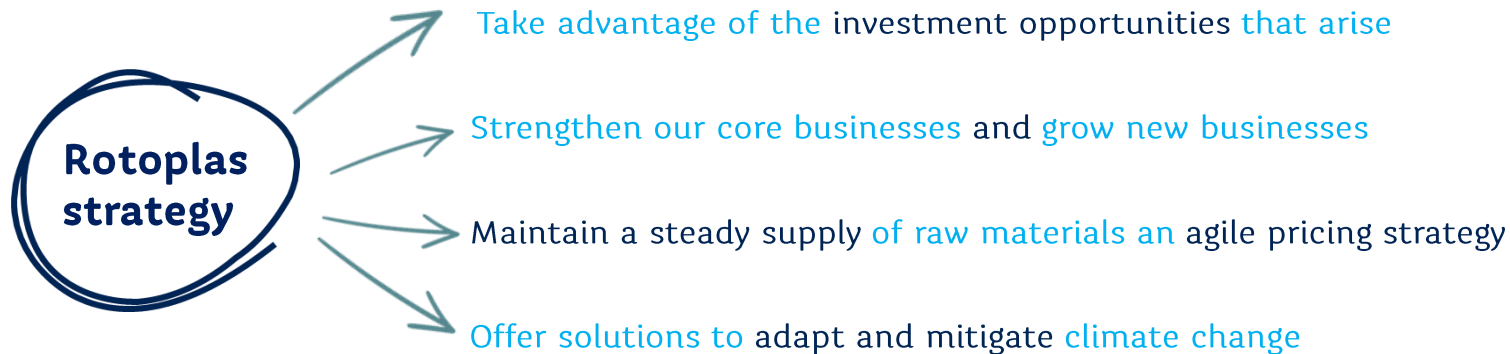 Take advantage of the investment opportunities that arise
Strengthen our core businesses and grow new businesses
Rotoplas
strategy
Maintain a steady supply of raw materials an agile pricing strategy
Offer solutions to adapt and mitigate climate change